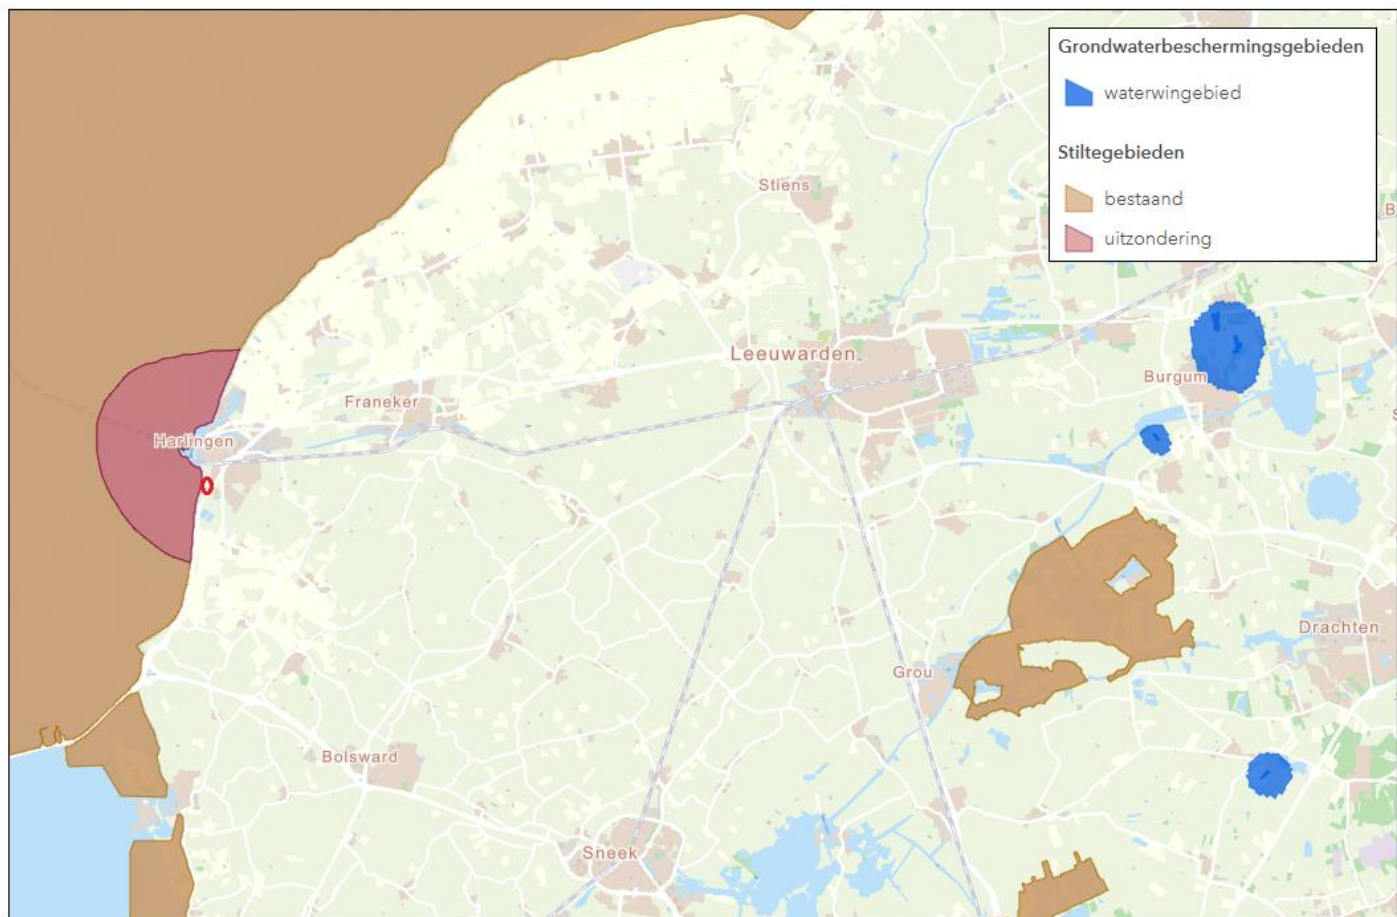 Grondwaterbeschermingsgebieden
waterwingebied
Stiltegebieden
bestaand
uitzondering
Stiens
B
Leeuwarden
Burgum
Franeker
Harlingen
S
Drachten
Grou
Bolsward
Sneek